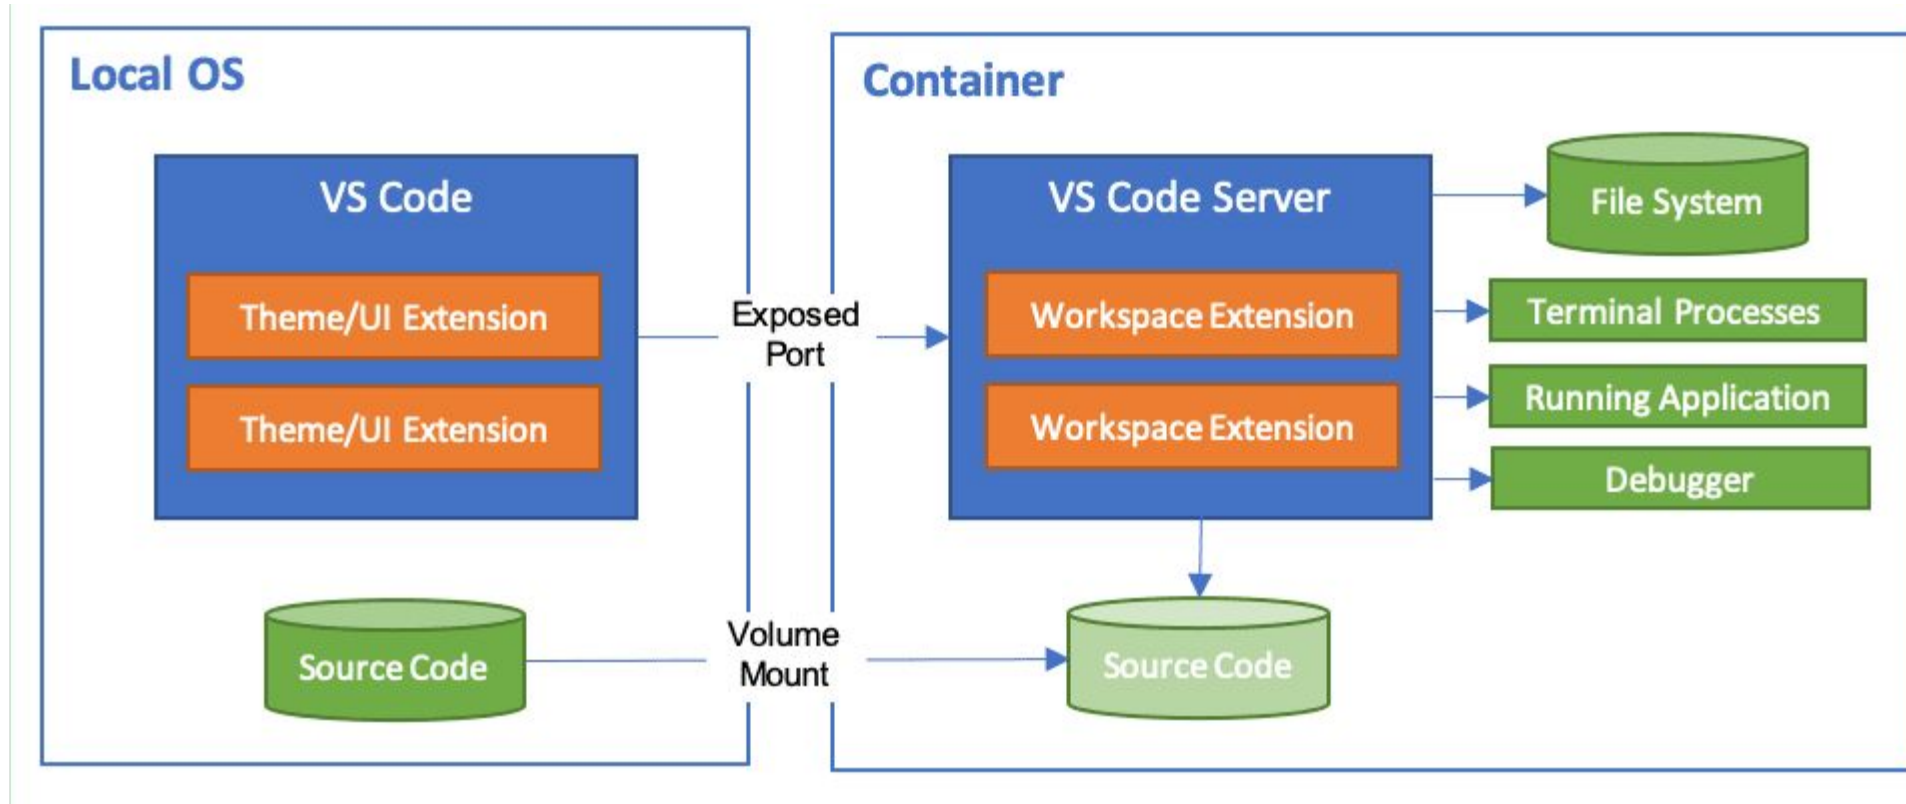 Local OS
VS Code
Theme/UI Extension
Theme/UI Extension
Source Code
Exposed
Port
Volume
Mount
Container
VS Code Server
Workspace Extension
Workspace Extension
Source Code
File System
Terminal Processes
Running Application
Debugger